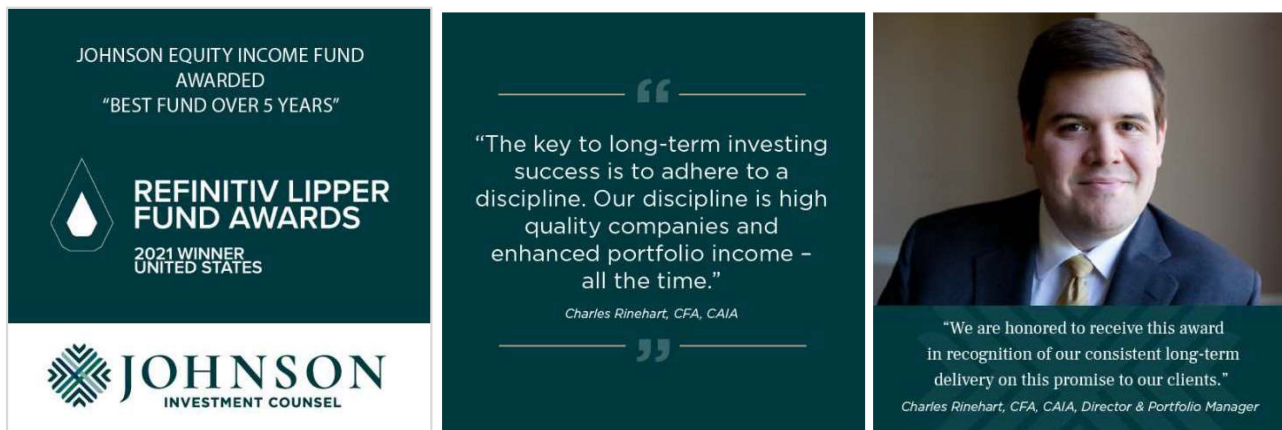 JOHNSON EQUITY INCOME FUND
AWARDED
“BEST FUND OVER 5 YEARS”
REFINITIV LIPPER
FUND AWARDS
2021 WINNER
UNITED STATES
JOHNSON
INVESTMENT COUNSEL
“
“The key to long-term investing
success is to adhere to a
discipline. Our discipline is high
quality companies and
enhanced portfolio income –
all the time.”
Charles Rinehart, CFA, CAIA
”
“We are honored to receive this award
in recognition of our consistent long-term
delivery on this promise to our clients.”
Charles Rinehart, CFA, CAIA, Director & Portfolio Manager